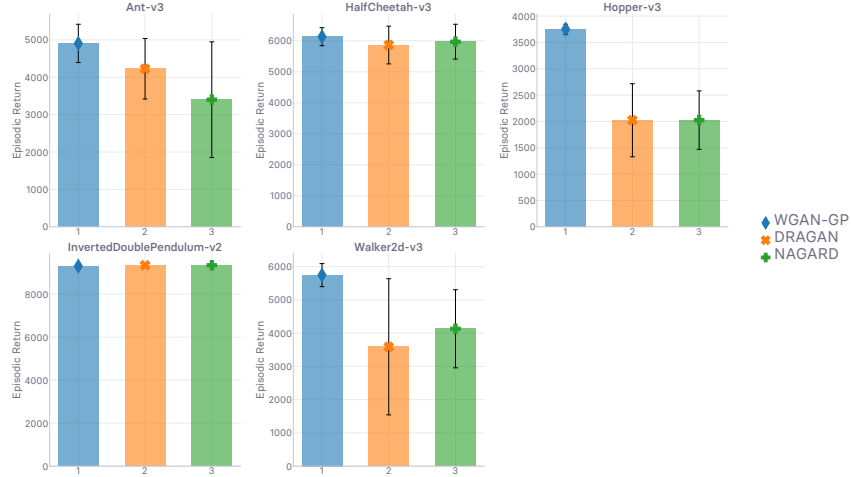 Ant-v3
Episodic Return
5000
4000
3000
2000
1000
0
1 2 3
HalfCheetah-v3
Episodic Return
6000
5000
4000
3000
2000
1000
0
1 2 3
Hopper-v3
Episodic Return
4000
3500
3000
2500
2000
1500
1000
500
0
1 2 3
WGAN-GP
DRAGAN
NAGARD
InvertedDoublePendulum-v2
Episodic Return
8000
6000
4000
2000
0
1 2 3
Walker2d-v3
Episodic Return
6000
5000
4000
3000
2000
1000
0
1 2 3